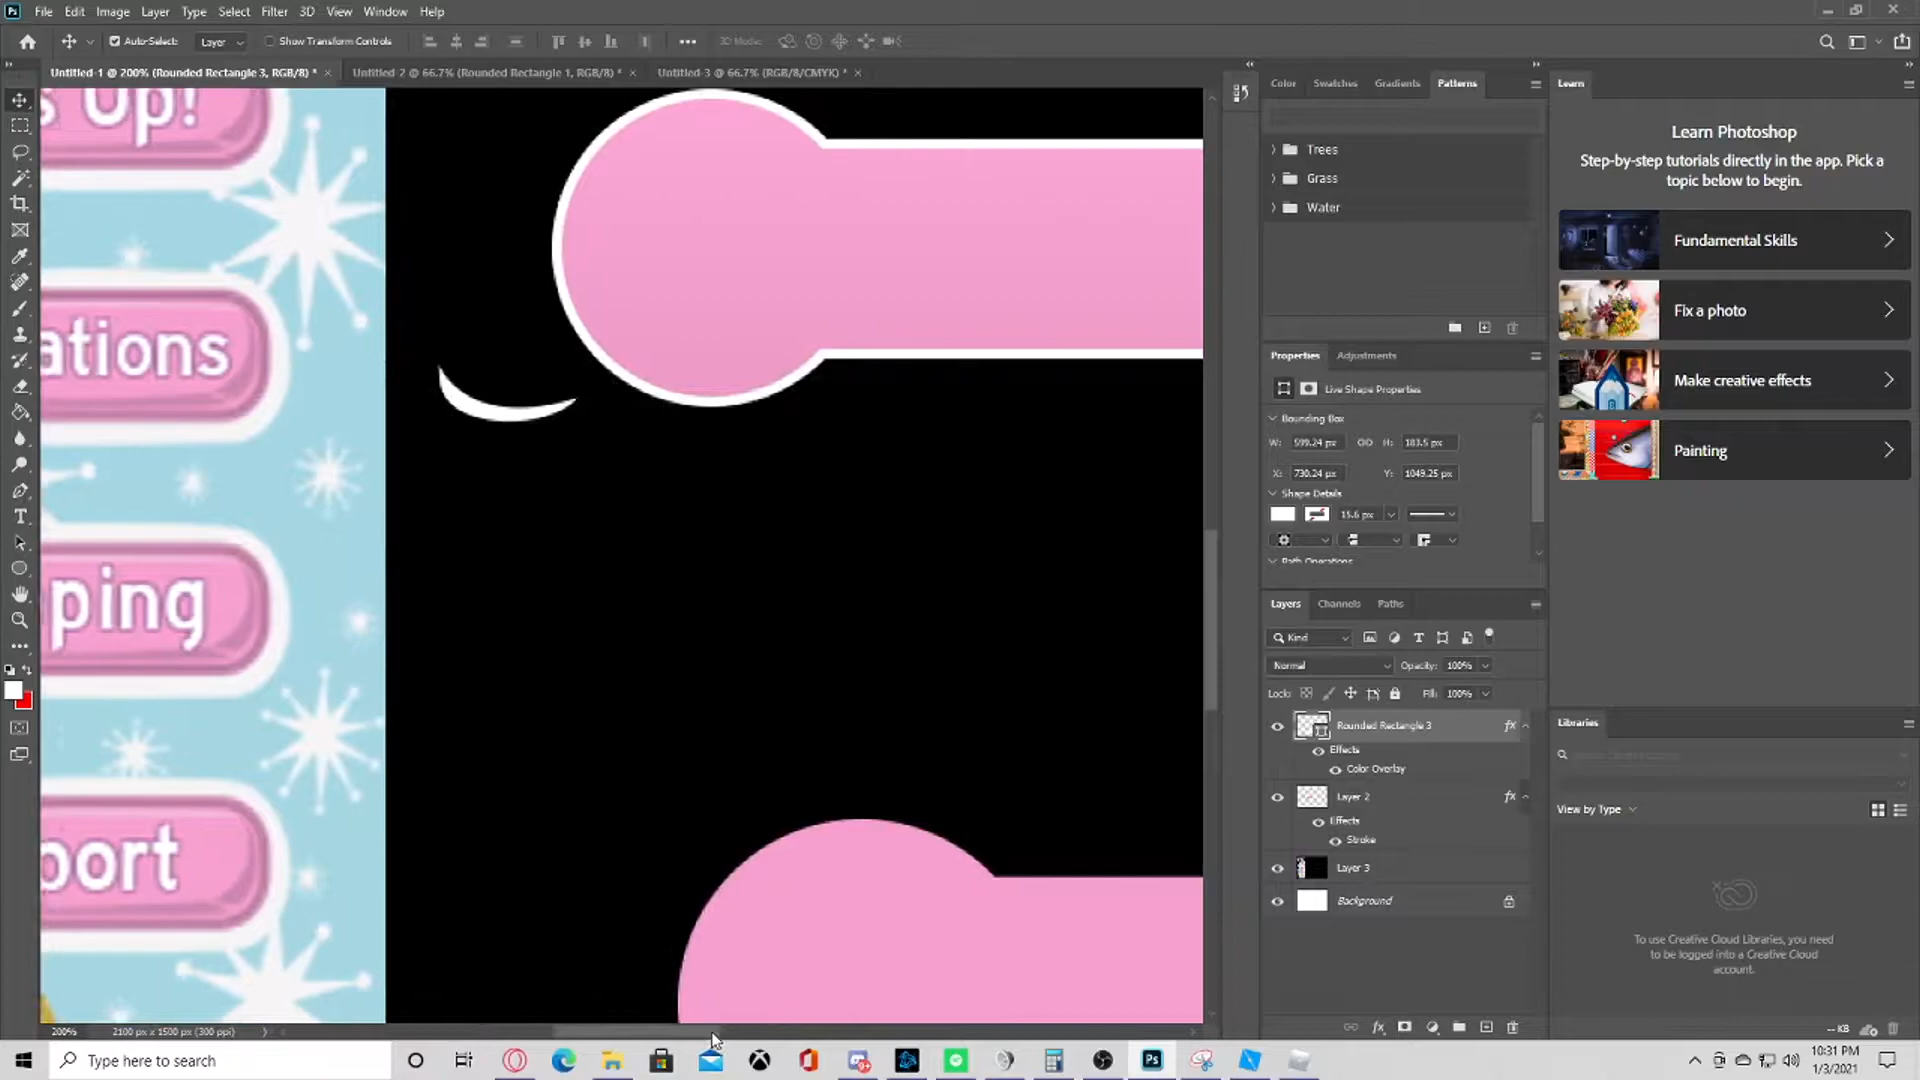 File Edit Image Layer Type Select Filter 3D View Window Help
Auto-Select: Layer Show Transform Controls 3D Mode:
Untitled-1 @ 200% (Rounded Rectangle 3, RGB/8) * Untitled-2 @ 66.7% (Rounded Rectangle 1, RGB/8) * Untitled-3 @ 66.7% (RGB/8/CMYK) *
s Up!
ations
ping
port
Color Swatches Gradients Patterns
Trees
Grass
Water
Properties Adjustments
Live Shape Properties
Bounding Box
W: 599.24 px H: 183.5 px
X: 730.24 px Y: 1049.25 px
Shape Details
15.6 px
Path Operations
Layers Channels Paths
Kind
Normal Opacity: 100%
Lock: Fill: 100%
Rounded Rectangle 3 fx
Effects
Color Overlay
Layer 2 fx
Effects
Stroke
Layer 3
Background
Learn
Learn Photoshop
Step-by-step tutorials directly in the app. Pick a
topic below to begin.
Fundamental Skills
Fix a photo
Make creative effects
Painting
Libraries
View by Type
To use Creative Cloud Libraries, you need
to be logged into a Creative Cloud
account.
-- KB
200% 2100 px x 1500 px (300 ppi)
Type here to search
Ps
10:31 PM
1/3/2021